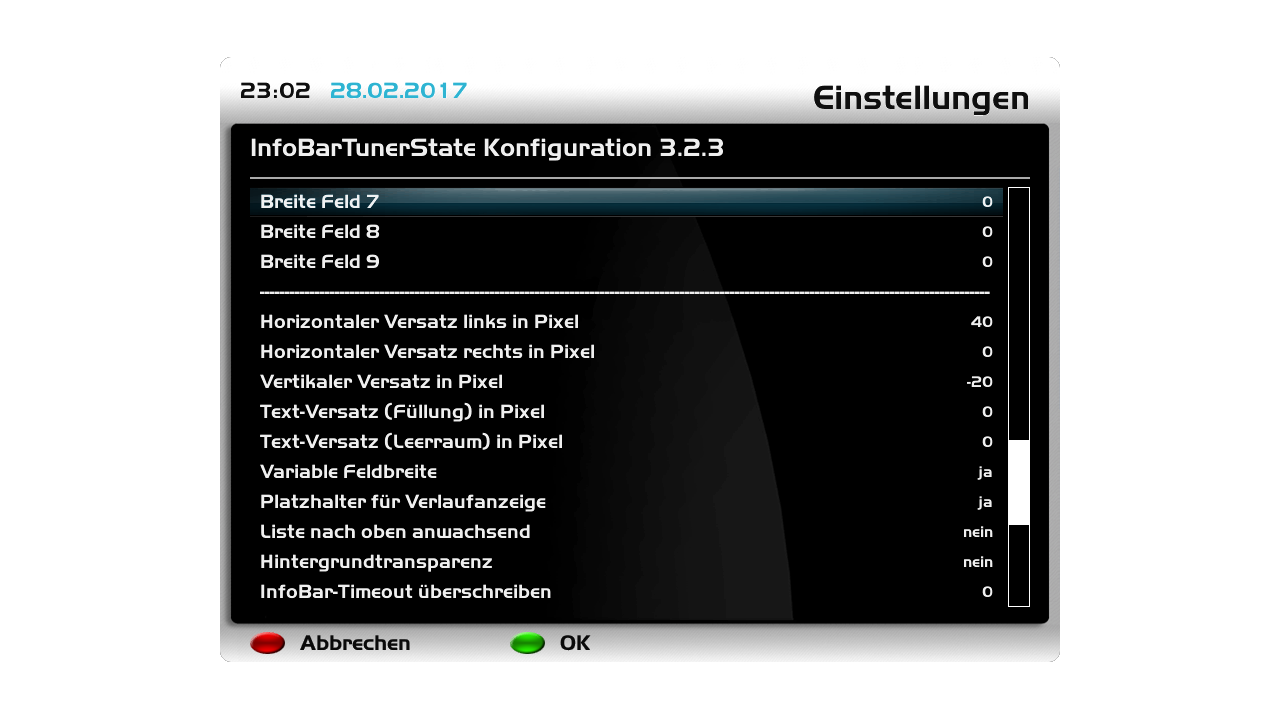 23:02 28.02.2017 Einstellungen
InfoBarTunerState Konfiguration 3.2.3
Breite Feld 7 0
Breite Feld 8 0
Breite Feld 9 0
Horizontaler Versatz links in Pixel 40
Horizontaler Versatz rechts in Pixel 0
Vertikaler Versatz in Pixel -20
Text-Versatz (Füllung) in Pixel 0
Text-Versatz (Leerraum) in Pixel 0
Variable Feldbreite ja
Platzhalter für Verlaufanzeige ja
Liste nach oben anwachsend nein
Hintergrundtransparenz nein
InfoBar-Timeout überschreiben 0
Abbrechen OK